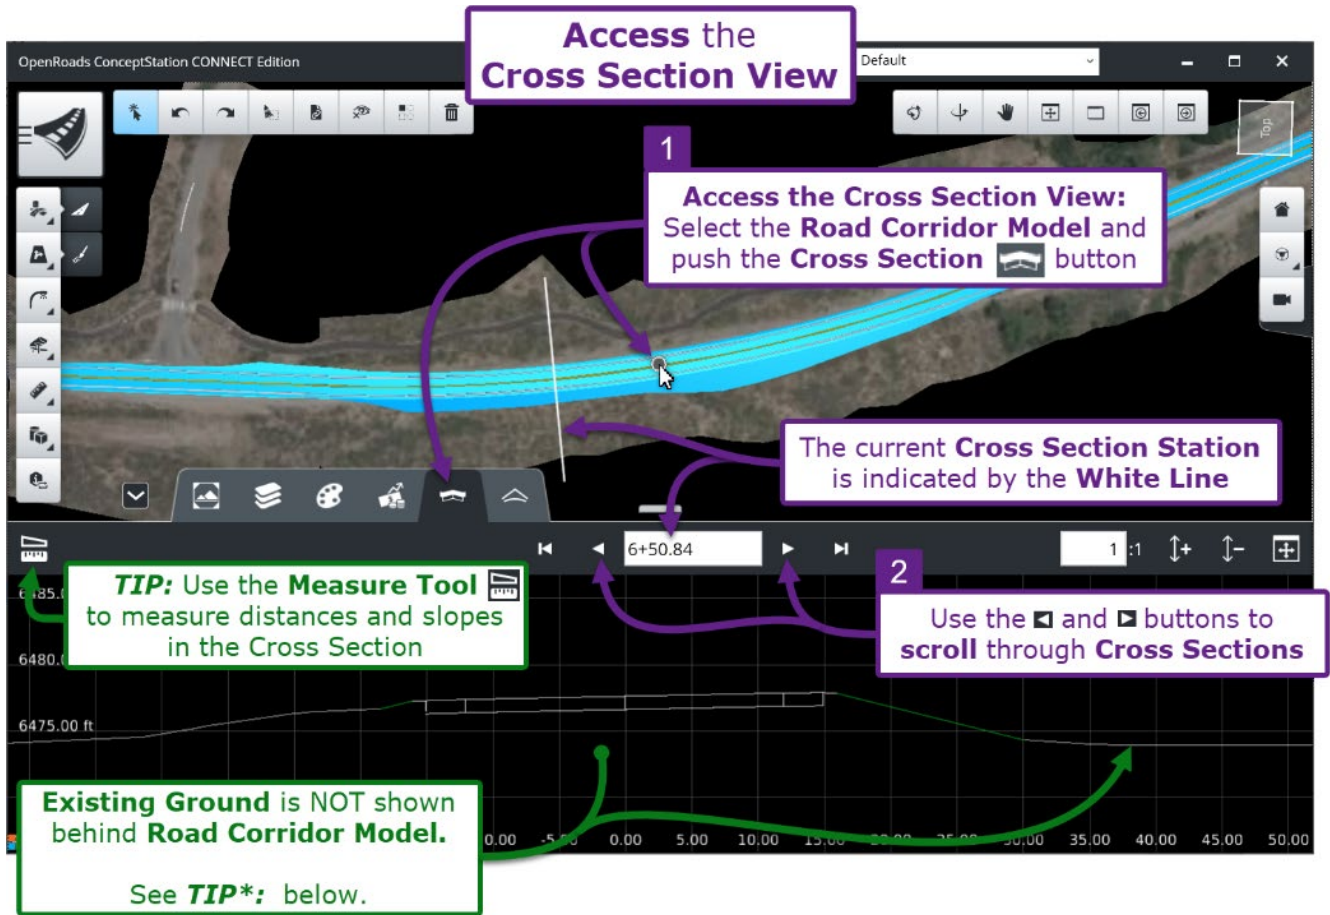 Access the
Cross Section View
OpenRoads ConceptStation CONNECT Edition
Default
Top
1
Access the Cross Section View:
Select the Road Corridor Model and
push the Cross Section button
The current Cross Section Station
is indicated by the White Line
6+50.84
1 :1
2
Use the ◀ and ▶ buttons to
scroll through Cross Sections
TIP: Use the Measure Tool
to measure distances and slopes
in the Cross Section
6480.
6475.00 ft
Existing Ground is NOT shown
behind Road Corridor Model.
See TIP*: below.
0.00 5.00 10.00 35.00 40.00 45.00 50.00